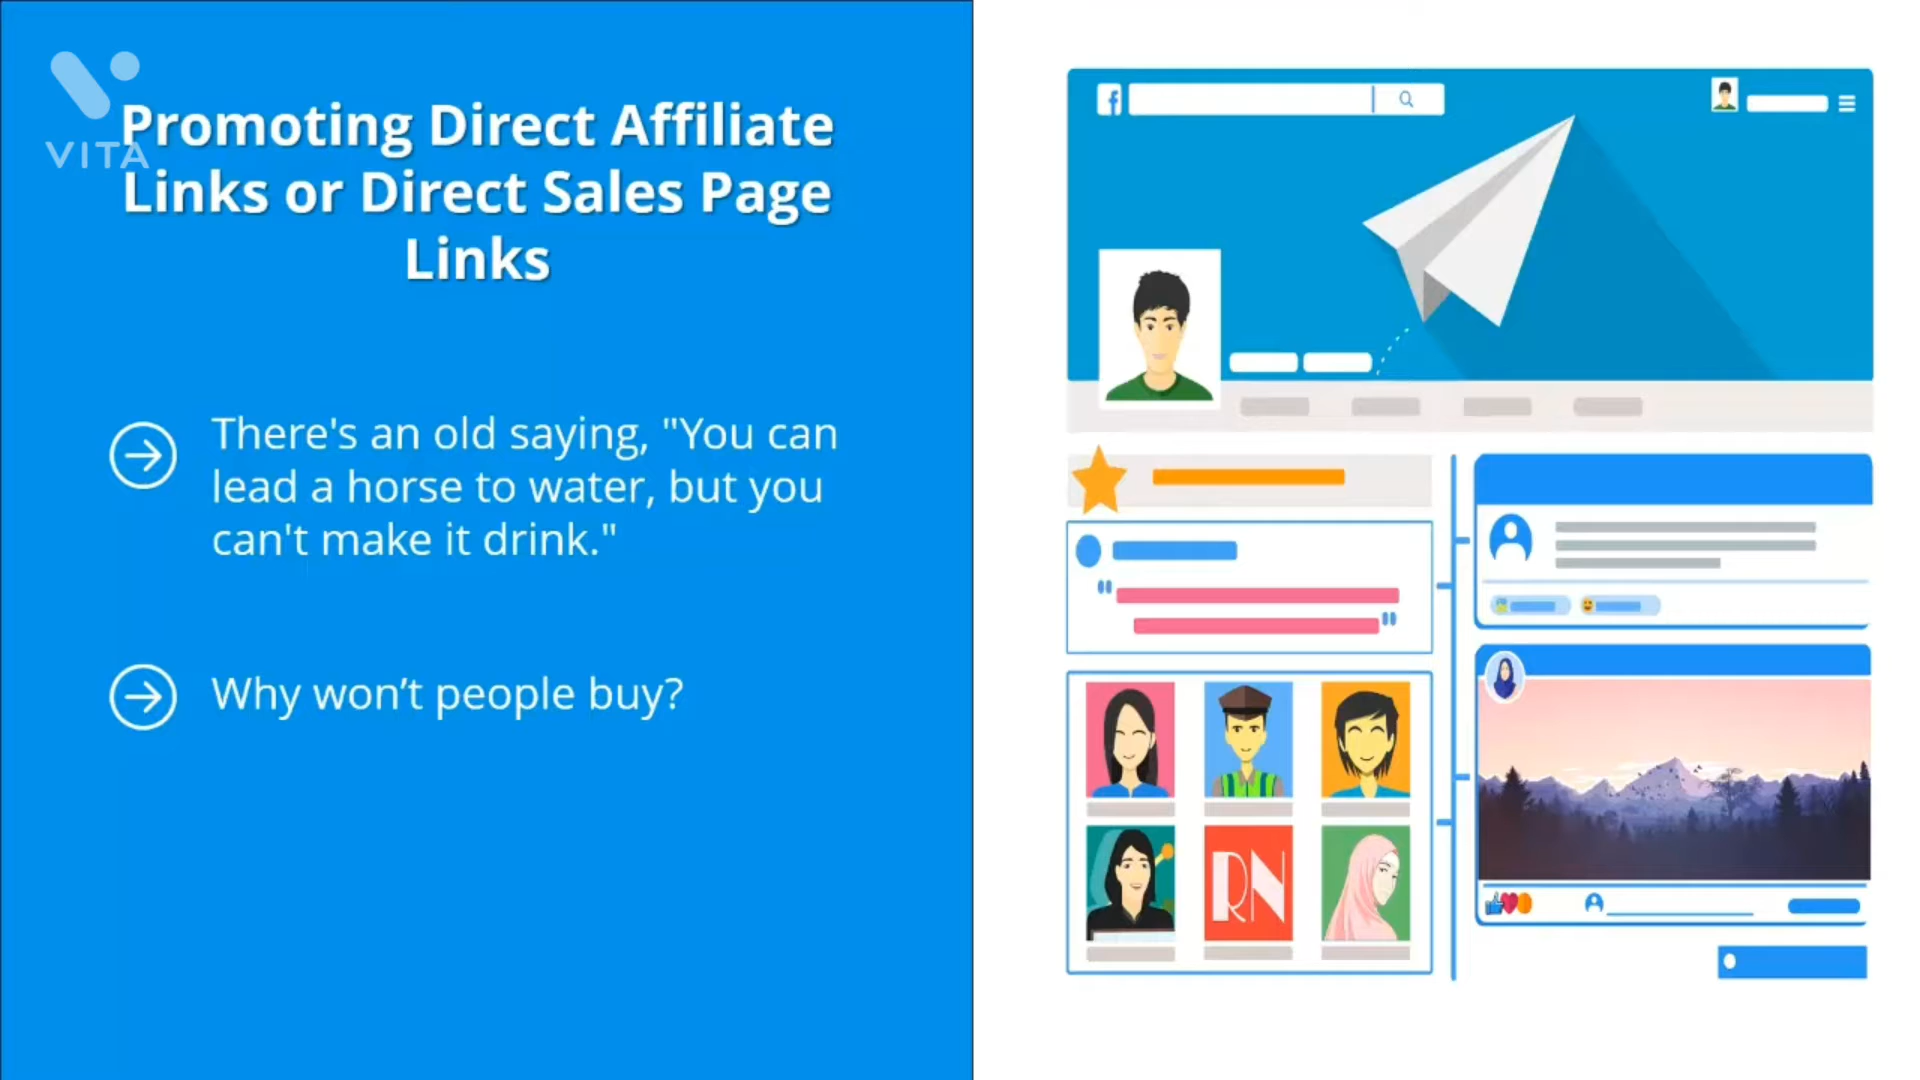 VITA
Promoting Direct Affiliate
Links or Direct Sales Page
Links
There's an old saying, "You can
lead a horse to water, but you
can't make it drink."
Why won’t people buy?
f
RN